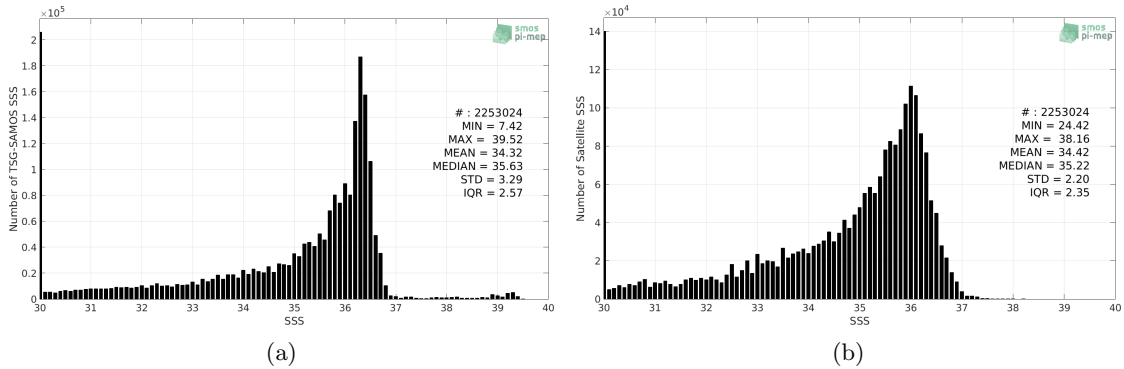 ×10⁵
smos
pi-mep
Number of TSG-SAMOS SSS
2
1.8
1.6
1.4
1.2
1
0.8
0.6
0.4
0.2
0
# : 2253024
MIN = 7.42
MAX = 39.52
MEAN = 34.32
MEDIAN = 35.63
STD = 3.29
IQR = 2.57
30 31 32 33 34 35 36 37 38 39 40
SSS
(a)
×10⁴
smos
pi-mep
Number of Satellite SSS
14
12
10
8
6
4
2
0
# : 2253024
MIN = 24.42
MAX = 38.16
MEAN = 34.42
MEDIAN = 35.22
STD = 2.20
IQR = 2.35
30 31 32 33 34 35 36 37 38 39 40
SSS
(b)